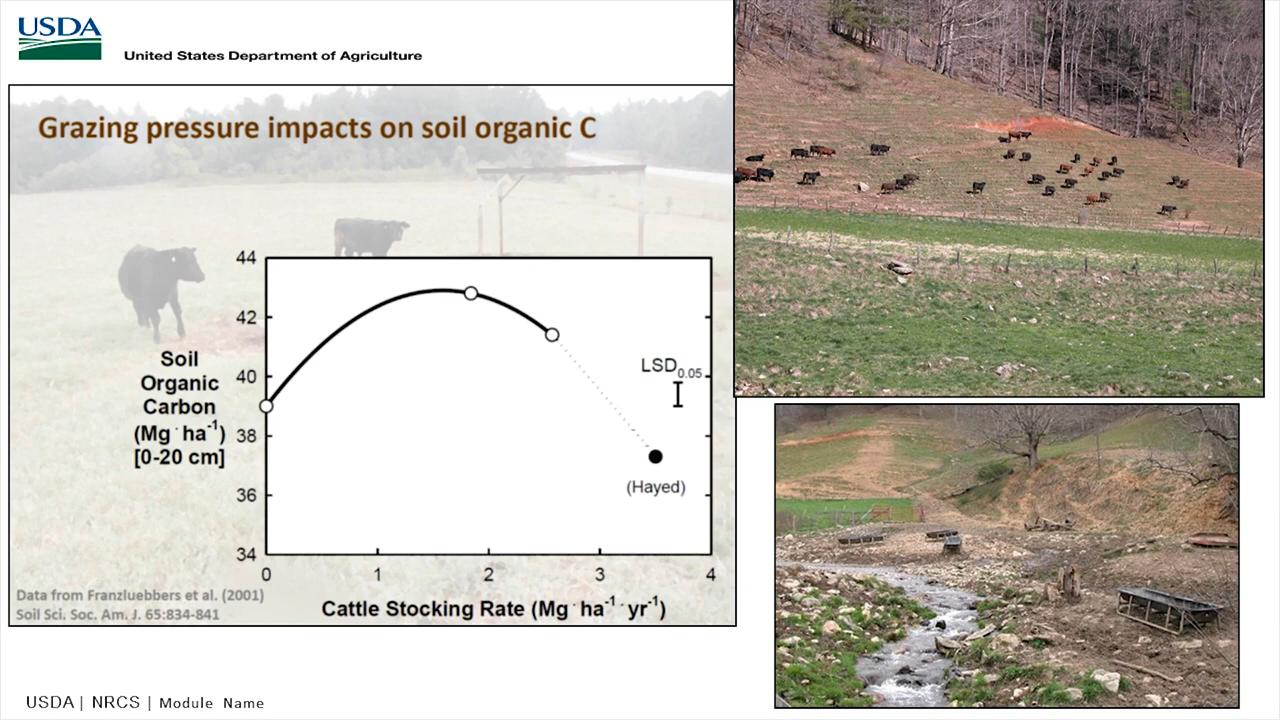 USDA
United States Department of Agriculture
Grazing pressure impacts on soil organic C
44
42
40
38
36
34
Soil
Organic
Carbon
(Mg·ha⁻¹)
[0-20 cm]
LSD₀.₀₅
(Hayed)
0 1 2 3 4
Cattle Stocking Rate (Mg·ha⁻¹·yr⁻¹)
Data from Franzluebbers et al. (2001)
Soil Sci. Soc. Am. J. 65:834-841
USDA | NRCS | Module Name